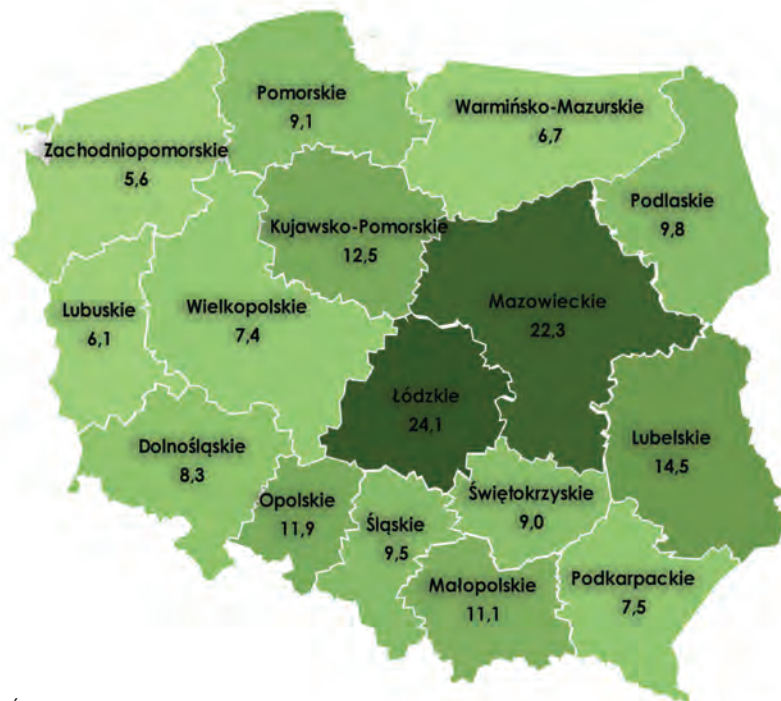 Pomorskie
9,1
Warmińsko-Mazurskie
6,7
Zachodniopomorskie
5,6
Podlaskie
9,8
Kujawsko-Pomorskie
12,5
Mazowieckie
22,3
Lubuskie
6,1
Wielkopolskie
7,4
Łódzkie
24,1
Lubelskie
14,5
Dolnośląskie
8,3
Opolskie
11,9
Śląskie
9,5
Świętokrzyskie
9,0
Małopolskie
11,1
Podkarpackie
7,5